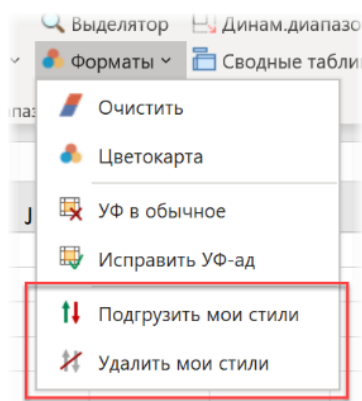 Выделятор Динам.диапазо
Форматы Сводные табли
паз
Очистить
Цветокарта
J
УФ в обычное
Исправить УФ-ад
Подгрузить мои стили
Удалить мои стили